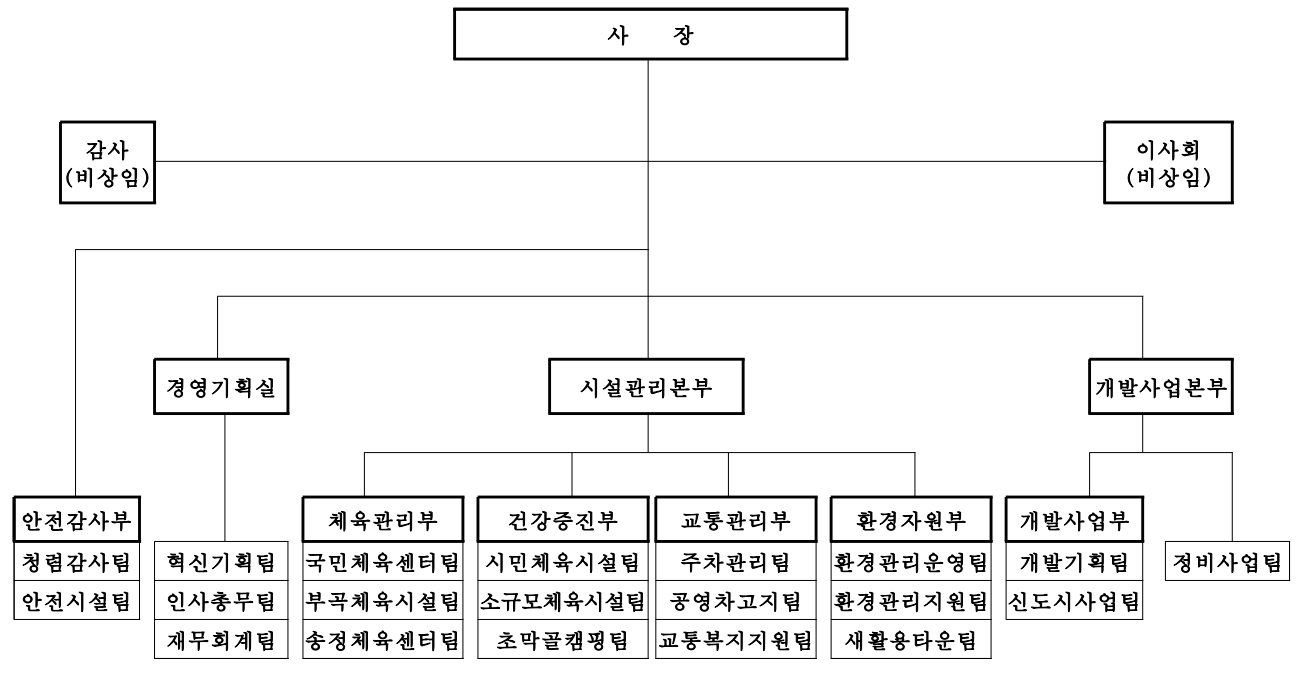 사 장
감사
(비상임)
이사회
(비상임)
경영기획실
시설관리본부
개발사업본부
안전감사부
청렴감사팀
안전시설팀
혁신기획팀
인사총무팀
재무회계팀
체육관리부
국민체육센터팀
부곡체육시설팀
송정체육센터팀
건강증진부
시민체육시설팀
소규모체육시설팀
초막골캠핑팀
교통관리부
주차관리팀
공영차고지팀
교통복지지원팀
환경자원부
환경관리운영팀
환경관리지원팀
새활용타운팀
개발사업부
개발기획팀
신도시사업팀
정비사업팀